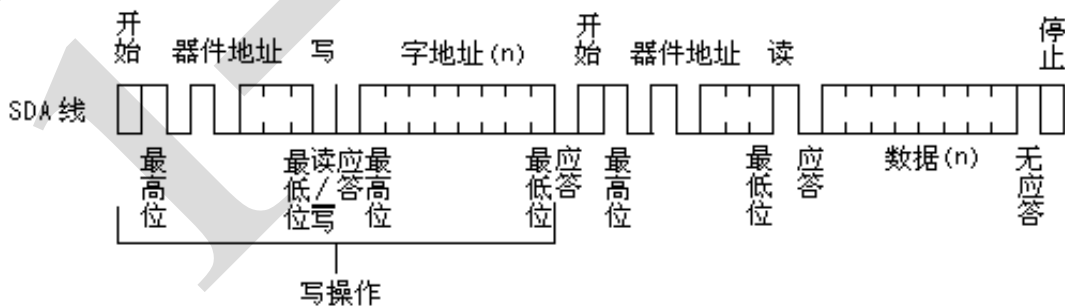 开始 器件地址 写 字地址(n) 开始 器件地址 读 停止
SDA线
最高位 最低位 读/写 应答 最高位 最低位 应答 最高位 最低位 应答 数据(n) 无应答
写操作